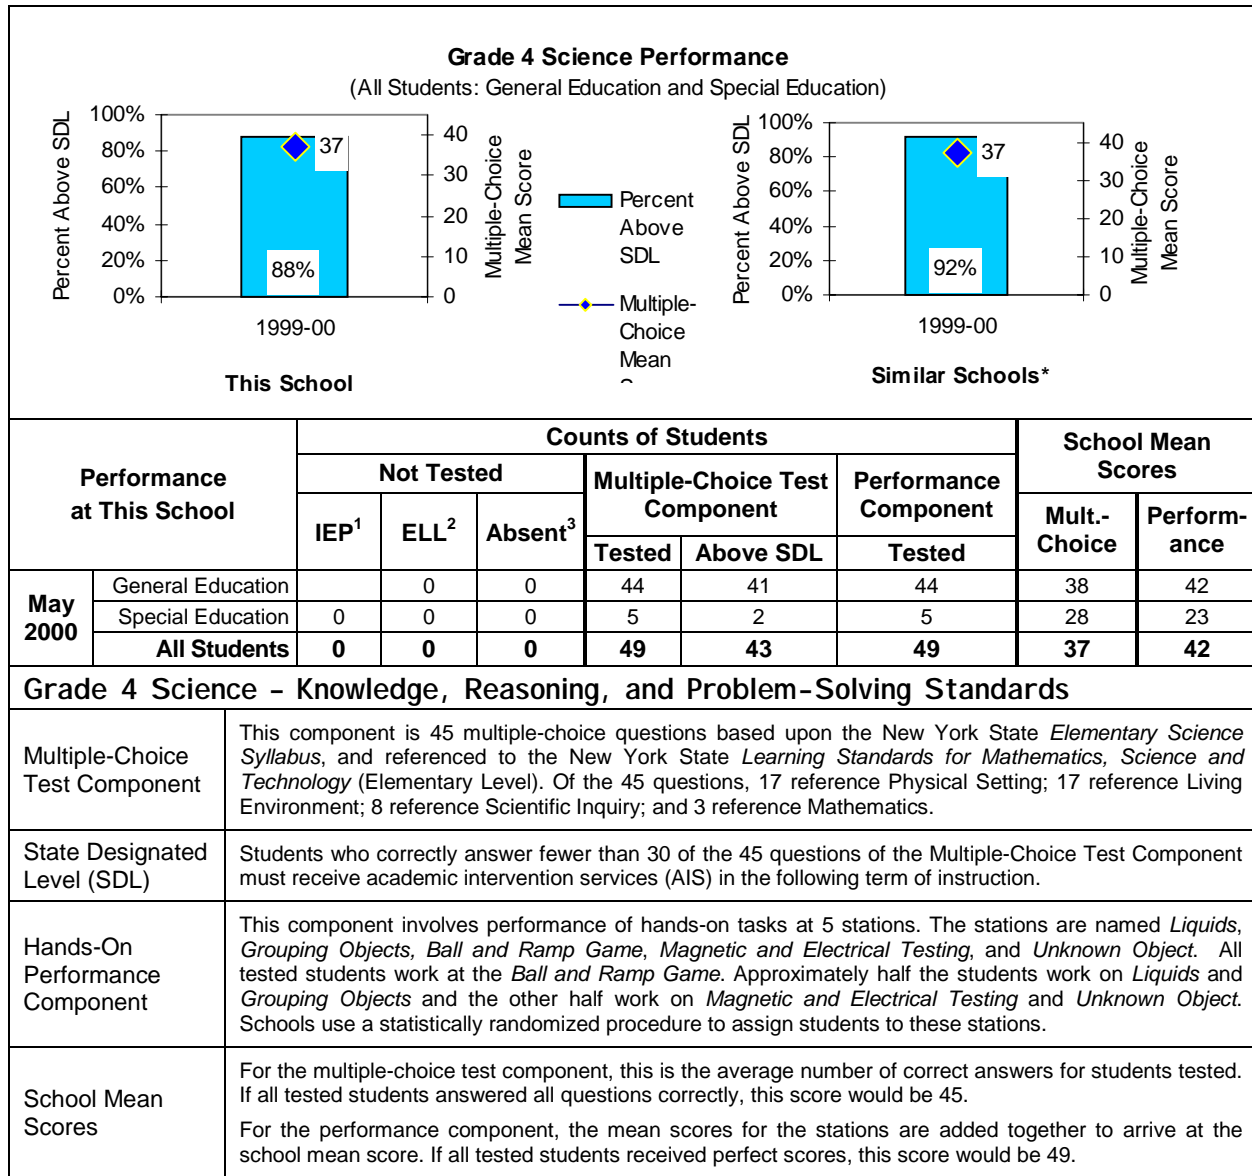 Grade 4 Science Performance
(All Students: General Education and Special Education)
Percent Above SDL
100%
80%
60%
40%
20%
0%
37
88%
40
30
20
10
0
Multiple-Choice
Mean Score
1999-00
This School
Percent
Above
SDL
Multiple-
Choice
Mean
Percent Above SDL
100%
80%
60%
40%
20%
0%
37
92%
40
30
20
10
0
Multiple-Choice
Mean Score
1999-00
Similar Schools*
Performance
at This School
Counts of Students
School Mean
Scores
Not Tested
Multiple-Choice Test
Component
Performance
Component
IEP¹ ELL² Absent³
Tested Above SDL Tested
Mult.-
Choice
Perform-
ance
May
2000
General Education 0 0 44 41 44 38 42
Special Education 0 0 0 5 2 5 28 23
All Students 0 0 0 49 43 49 37 42
Grade 4 Science – Knowledge, Reasoning, and Problem-Solving Standards
Multiple-Choice
Test Component
This component is 45 multiple-choice questions based upon the New York State Elementary Science
Syllabus, and referenced to the New York State Learning Standards for Mathematics, Science and
Technology (Elementary Level). Of the 45 questions, 17 reference Physical Setting; 17 reference Living
Environment; 8 reference Scientific Inquiry; and 3 reference Mathematics.
State Designated
Level (SDL)
Students who correctly answer fewer than 30 of the 45 questions of the Multiple-Choice Test Component
must receive academic intervention services (AIS) in the following term of instruction.
Hands-On
Performance
Component
This component involves performance of hands-on tasks at 5 stations. The stations are named Liquids,
Grouping Objects, Ball and Ramp Game, Magnetic and Electrical Testing, and Unknown Object. All
tested students work at the Ball and Ramp Game. Approximately half the students work on Liquids and
Grouping Objects and the other half work on Magnetic and Electrical Testing and Unknown Object.
Schools use a statistically randomized procedure to assign students to these stations.
School Mean
Scores
For the multiple-choice test component, this is the average number of correct answers for students tested.
If all tested students answered all questions correctly, this score would be 45.
For the performance component, the mean scores for the stations are added together to arrive at the
school mean score. If all tested students received perfect scores, this score would be 49.